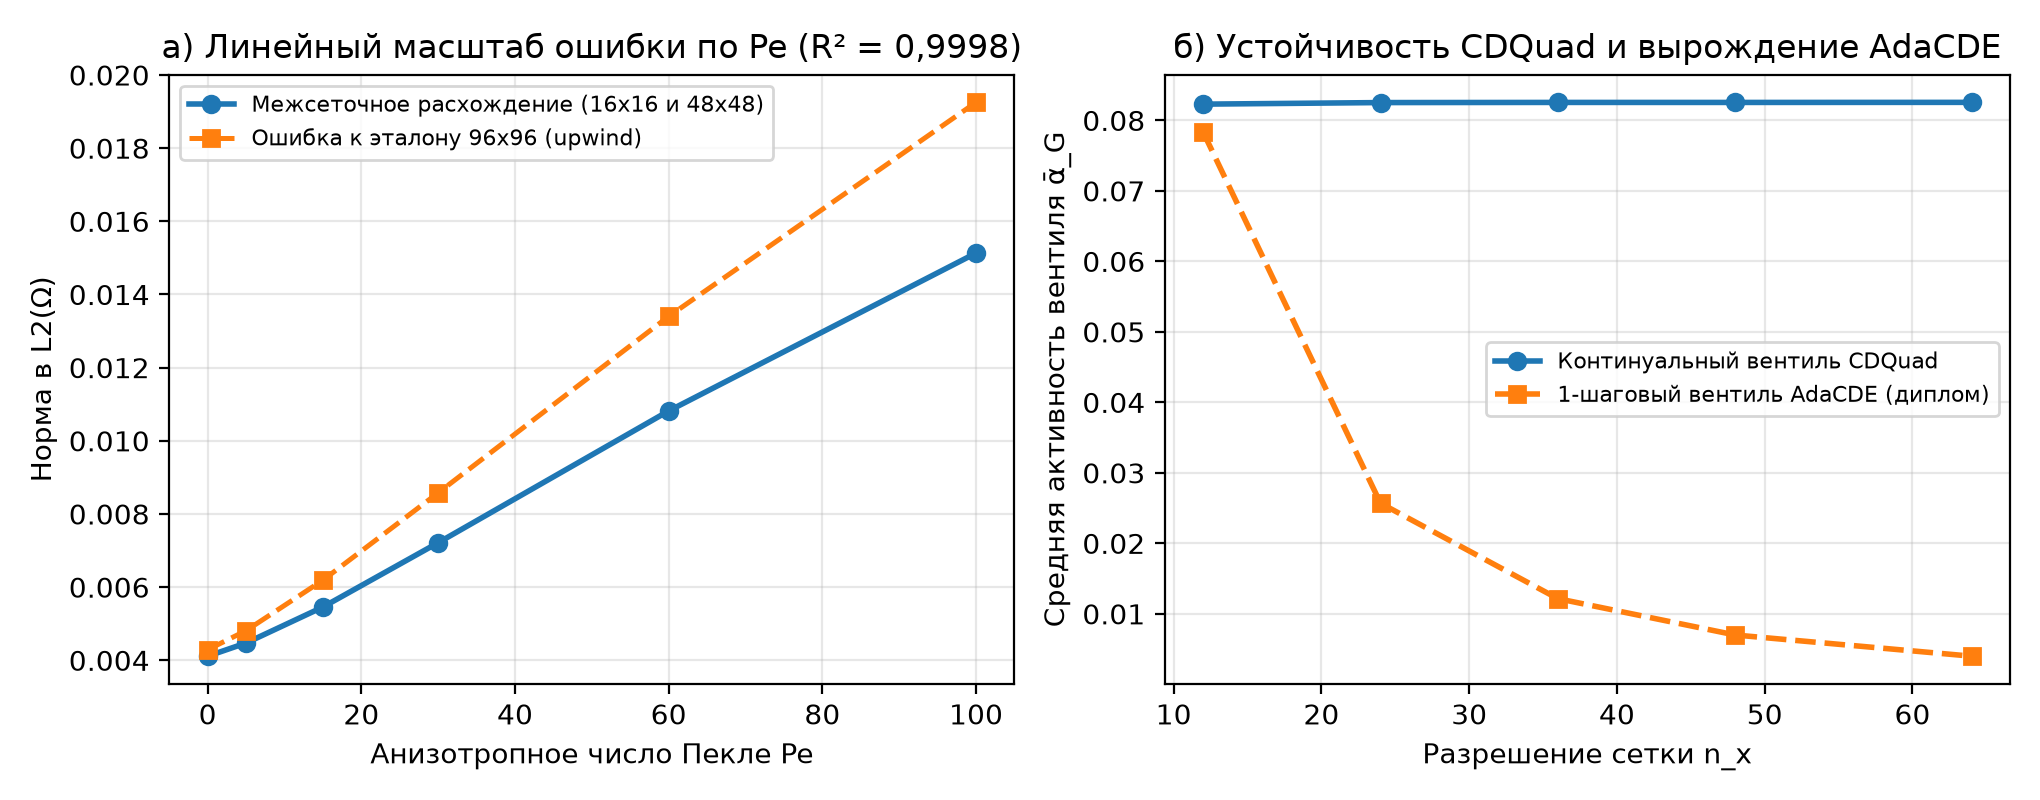 а) Линейный масштаб ошибки по Pe (R² = 0,9998)
Норма в L2(Ω)
0.020
0.018
0.016
0.014
0.012
0.010
0.008
0.006
0.004
Межсеточное расхождение (16x16 и 48x48)
Ошибка к эталону 96x96 (upwind)
0 20 40 60 80 100
Анизотропное число Пекле Pe
б) Устойчивость CDQuad и вырождение AdaCDE
Средняя активность вентиля ᾱ_G
0.08
0.07
0.06
0.05
0.04
0.03
0.02
0.01
Континуальный вентиль CDQuad
1-шаговый вентиль AdaCDE (диплом)
10 20 30 40 50 60
Разрешение сетки n_x